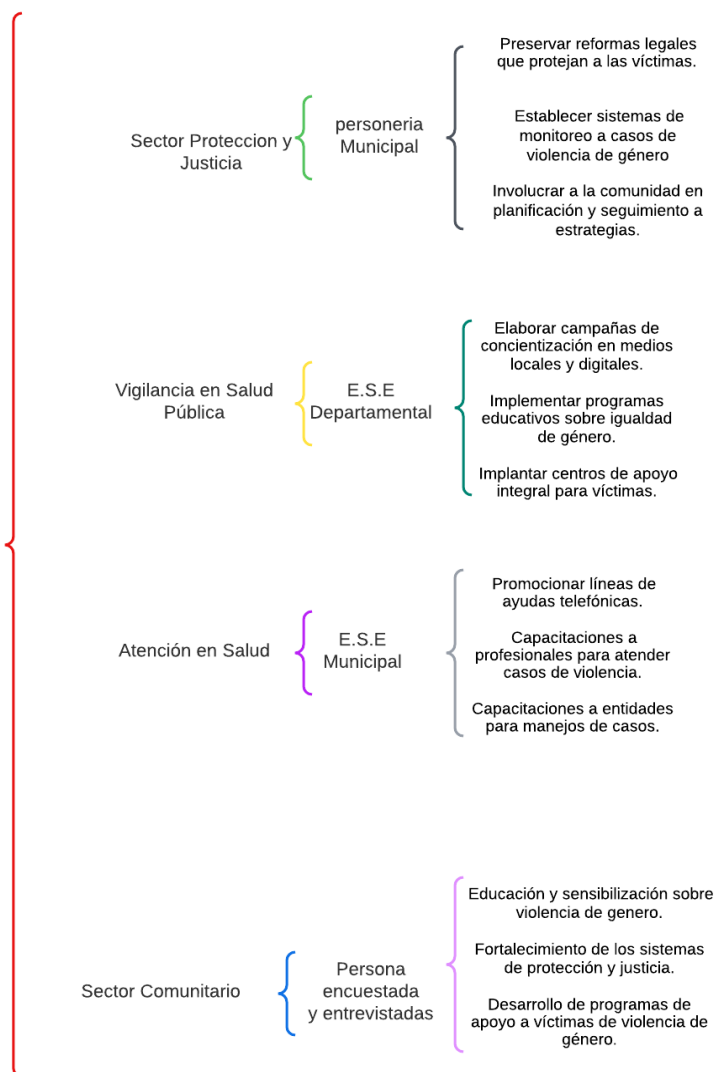 Sector Proteccion y
Justicia
personeria
Municipal
Preservar reformas legales
que protejan a las víctimas.
Establecer sistemas de
monitoreo a casos de
violencia de género
Involucrar a la comunidad en
planificación y seguimiento a
estrategias.
Vigilancia en Salud
Pública
E.S.E
Departamental
Elaborar campañas de
concientización en medios
locales y digitales.
Implementar programas
educativos sobre igualdad
de género.
Implantar centros de apoyo
integral para víctimas.
Atención en Salud
E.S.E
Municipal
Promocionar líneas de
ayudas telefónicas.
Capacitaciones a
profesionales para atender
casos de violencia.
Capacitaciones a entidades
para manejos de casos.
Sector Comunitario
Persona
encuestada
y entrevistadas
Educación y sensibilización sobre
violencia de genero.
Fortalecimiento de los sistemas
de protección y justicia.
Desarrollo de programas de
apoyo a víctimas de violencia de
género.